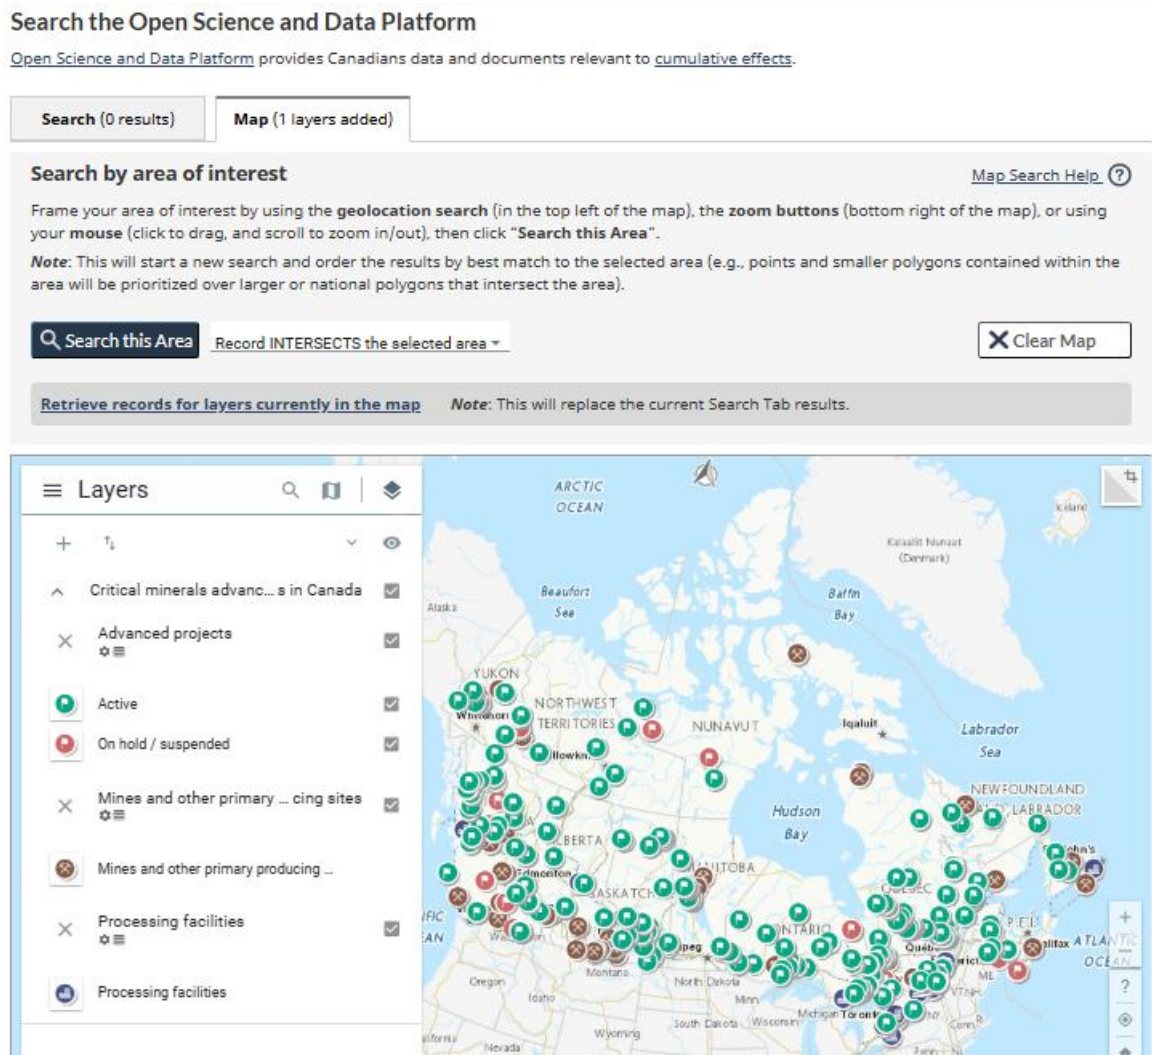 Search the Open Science and Data Platform
Open Science and Data Platform provides Canadians data and documents relevant to cumulative effects.
Search (0 results)
Map (1 layers added)
Search by area of interest
Map Search Help ?
Frame your area of interest by using the geolocation search (in the top left of the map), the zoom buttons (bottom right of the map), or using
your mouse (click to drag, and scroll to zoom in/out), then click "Search this Area".
Note: This will start a new search and order the results by best match to the selected area (e.g., points and smaller polygons contained within the
area will be prioritized over larger or national polygons that intersect the area).
Search this Area
Record INTERSECTS the selected area
Clear Map
Retrieve records for layers currently in the map
Note: This will replace the current Search Tab results.
Layers
Critical minerals advanc... s in Canada
Advanced projects
Active
On hold / suspended
Mines and other primary ... cing sites
Mines and other primary producing ...
Processing facilities
Processing facilities
ARCTIC
OCEAN
Iceland
Kalaallit Nunaat
(Denmark)
Beaufort
Sea
Baffin
Bay
Alaska
YUKON
NORTHWEST
TERRITORIES
NUNAVUT
Iqaluit
Labrador
Sea
Hudson
Bay
NEWFOUNDLAND
LABRADOR
Edmonton
ONTARIO
P.E.I.
ATLANTIC
OCEAN
Montana
North Dakota
Minn.
ME
Oregon
Idaho
South Dakota
Wisconsin
Michigan
Wyoming
Nevada
Conn